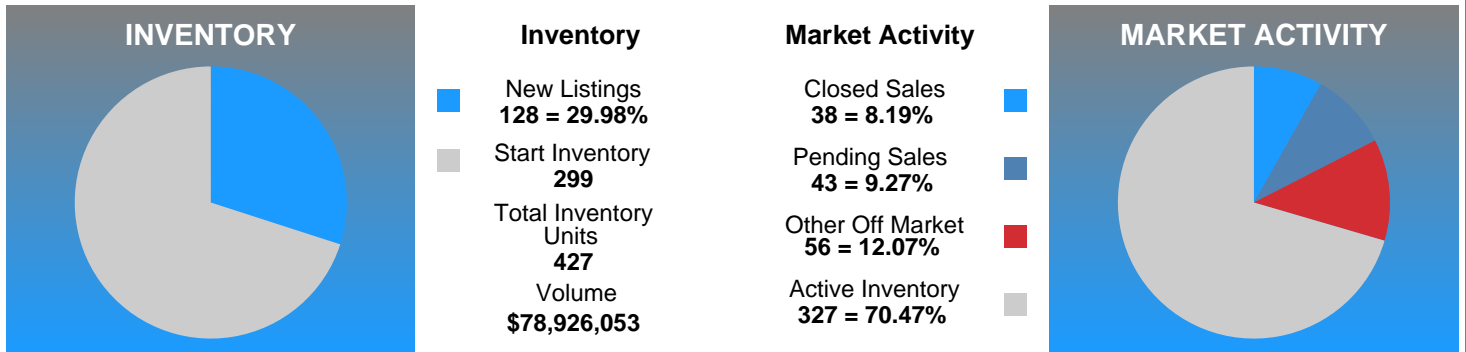 INVENTORY
Inventory
New Listings
128 = 29.98%
Start Inventory
299
Total Inventory
Units
427
Volume
$78,926,053
Market Activity
Closed Sales
38 = 8.19%
Pending Sales
43 = 9.27%
Other Off Market
56 = 12.07%
Active Inventory
327 = 70.47%
MARKET ACTIVITY